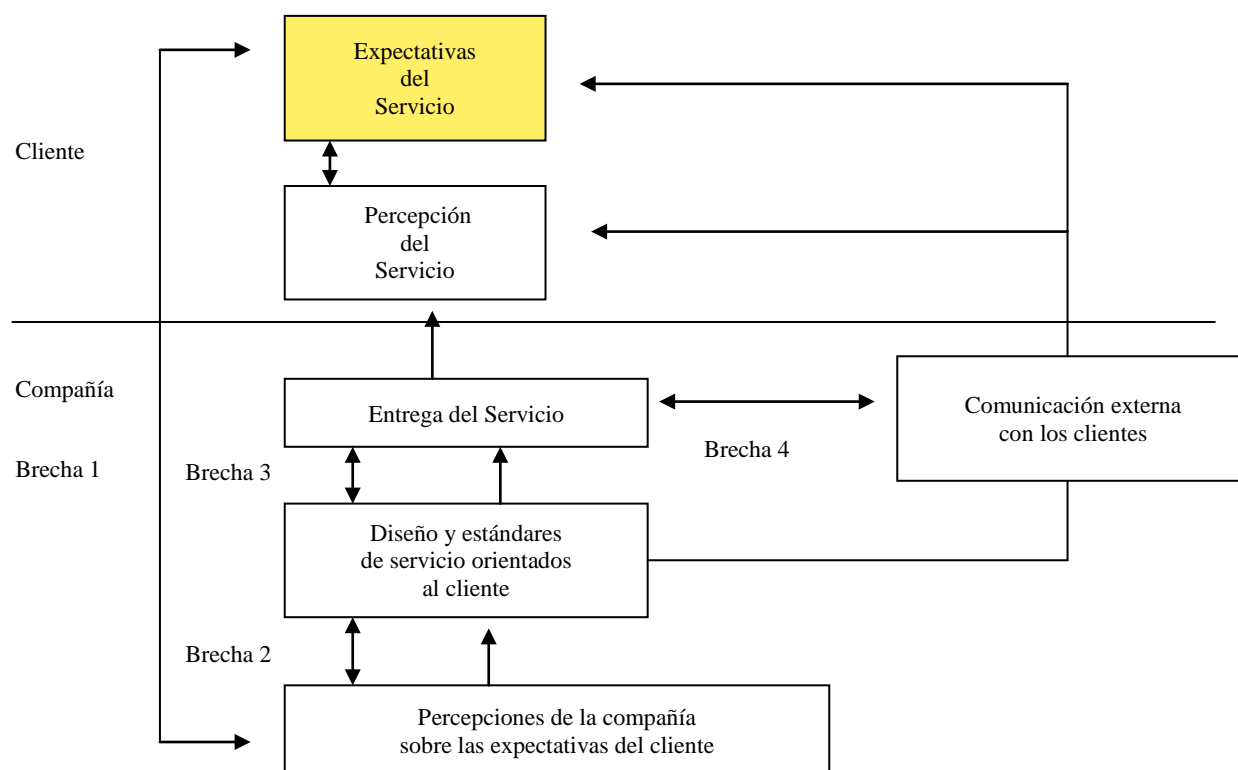 Expectativas
del
Servicio
Cliente
Percepción
del
Servicio
Compañía
Entrega del Servicio
Comunicación externa
con los clientes
Brecha 4
Brecha 1
Brecha 3
Diseño y estándares
de servicio orientados
al cliente
Brecha 2
Percepciones de la compañía
sobre las expectativas del cliente